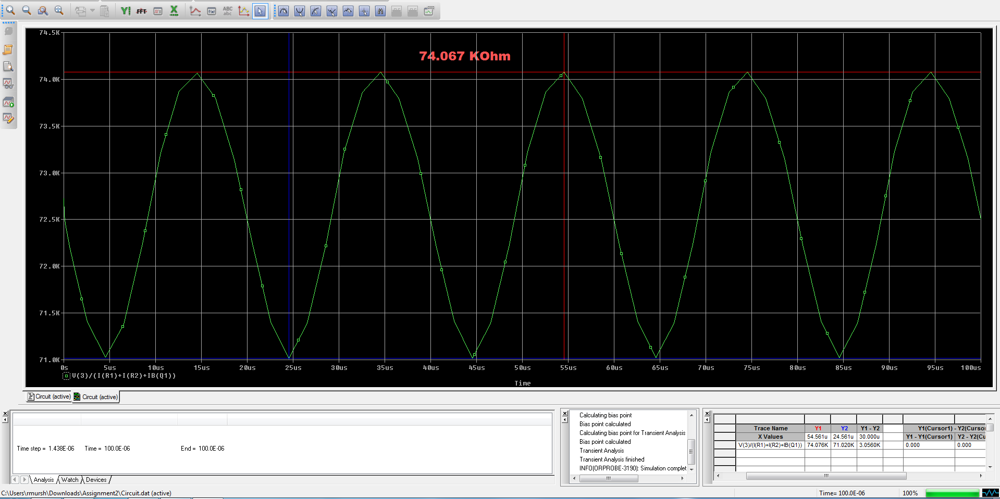 Y! FFT ABC
abc
74.067 KOhm
74.5K
74.0K
73.5K
73.0K
72.5K
72.0K
71.5K
71.0K
0s 5us 10us 15us 20us 25us 30us 35us 40us 45us 50us 55us 60us 65us 70us 75us 80us 85us 90us 95us 100us
V(3)/(I(R1)+I(R2)+IB(Q1))
Time
Circuit (active) Circuit (active)
Time step = 1.438E-06 Time = 100.0E-06 End = 100.0E-06
Analysis Watch Devices
Calculating bias point
Bias point calculated
Calculating bias point for Transient Analysis
Bias point calculated
Transient Analysis
Transient Analysis finished
INFO(ORPROBE-3190): Simulation complet
Trace Name Y1 Y2 Y1 - Y2 Y1(Cursor1) - Y2(Cursor
X Values 54.561u 24.561u 30.000u Y1 - Y1(Cursor1) Y2 - Y2(Cu
V(3)/(I(R1)+I(R2)+IB(Q1)) 74.076K 71.020K 3.0560K 0.000 0.000
C:\Users\rmursh\Downloads\Assignment2\Circuit.dat (active)
Time= 100.0E-06 100%